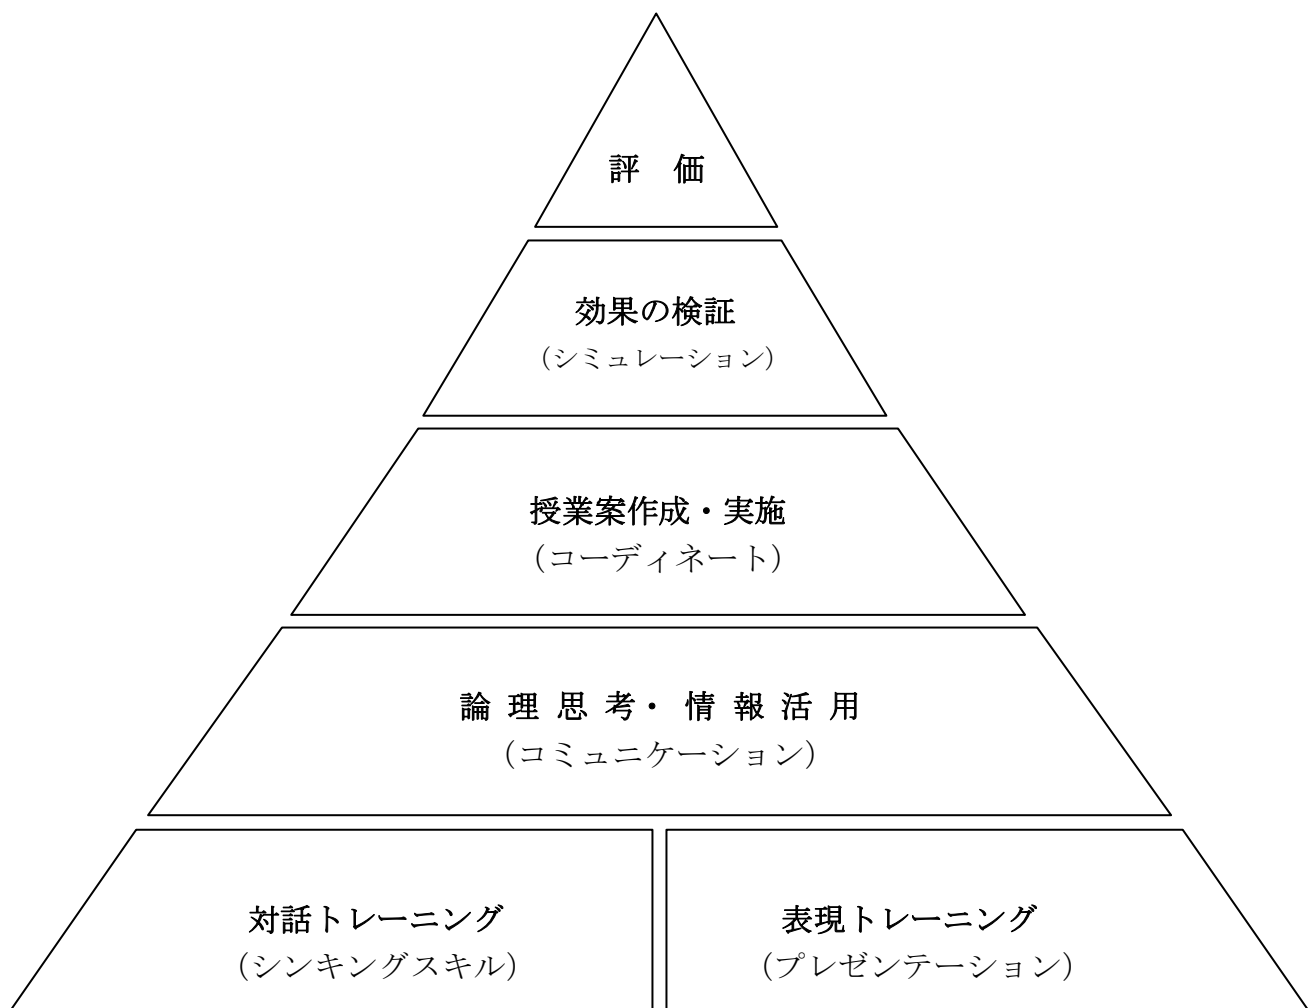 評　価
効果の検証
（シミュレーション）
授業案作成・実施
（コーディネート）
論 理 思 考・ 情 報 活 用
（コミュニケーション）
対話トレーニング
（シンキングスキル）
表現トレーニング
（プレゼンテーション）